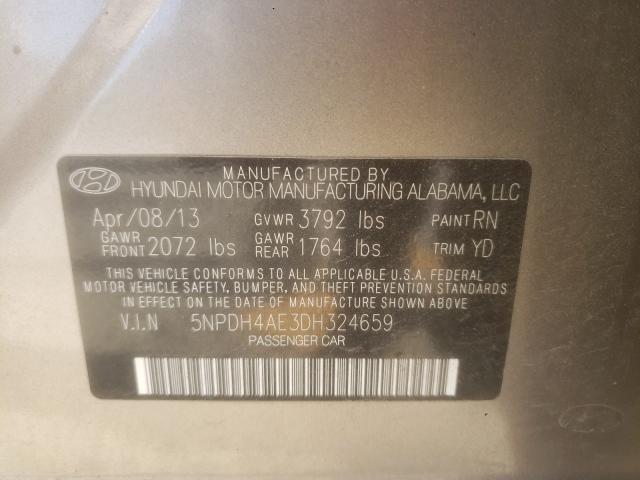 MANUFACTURED BY
HYUNDAI MOTOR MANUFACTURING ALABAMA, LLC
Apr/08/13 GVWR 3792 lbs PAINT RN
GAWR FRONT 2072 lbs GAWR REAR 1764 lbs TRIM YD
THIS VEHICLE CONFORMS TO ALL APPLICABLE U.S.A. FEDERAL
MOTOR VEHICLE SAFETY, BUMPER, AND THEFT PREVENTION
STANDARDS IN EFFECT ON THE DATE OF MANUFACTURE SHOWN ABOVE
V.I.N 5NPDH4AE3DH324659
PASSENGER CAR